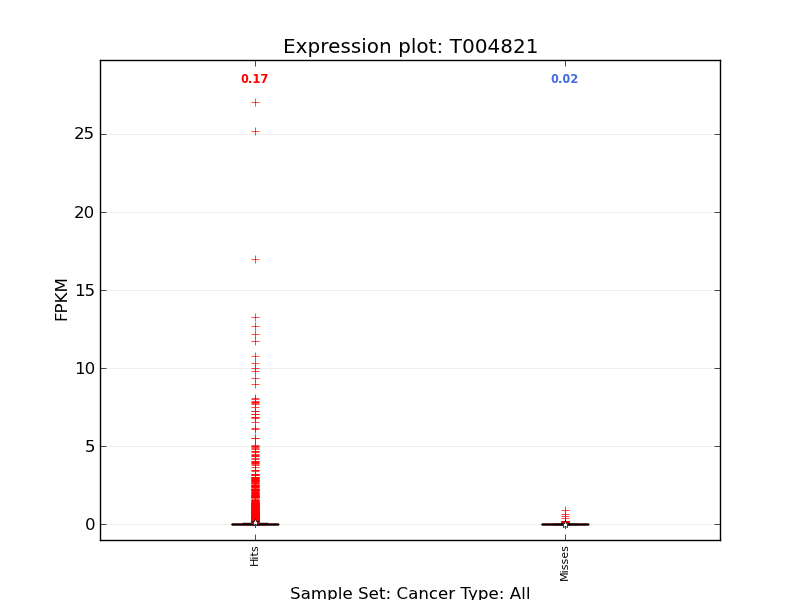 Expression plot: T004821
0.17
0.02
25
20
15
10
5
0
FPKM
Hits
Misses
Sample Set: Cancer Type: All